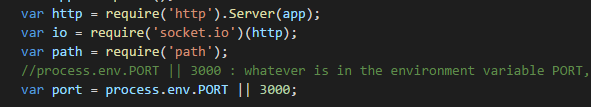 var http = require('http').Server(app);
var io = require('socket.io')(http);
var path = require('path');
//process.env.PORT || 3000 : whatever is in the environment variable PORT,
var port = process.env.PORT || 3000;